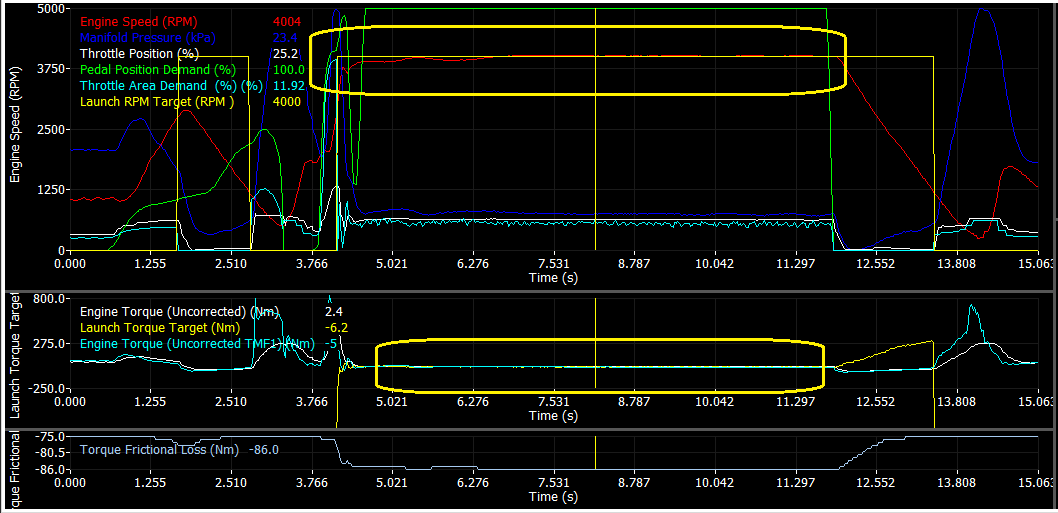 5000
Engine Speed (RPM) 4004
Manifold Pressure (kPa) 23.4
Throttle Position (%) 25.2
3750
Pedal Position Demand (%) 100.0
Throttle Area Demand (%) (%) 11.92
Launch RPM Target (RPM ) 4000
Engine Speed (RPM)
2500
1250
0
0.000 1.255 2.510 3.766 5.021 6.276 7.531 8.787 10.042 11.297 12.552 13.808 15.063
Time (s)
800.0
Engine Torque (Uncorrected) (Nm) 2.4
Launch Torque Target (Nm) -6.2
275.0
Engine Torque (Uncorrected TMF1) (Nm) -5
Launch Torque Target
-250.0
0.000 1.255 2.510 3.766 5.021 6.276 7.531 8.787 10.042 11.297 12.552 13.808 15.063
Time (s)
-75.0
Torque Frictional Loss (Nm) -86.0
-80.5
que Frictional
-86.0
0.000 1.255 2.510 3.766 5.021 6.276 7.531 8.787 10.042 11.297 12.552 13.808 15.063
Time (s)